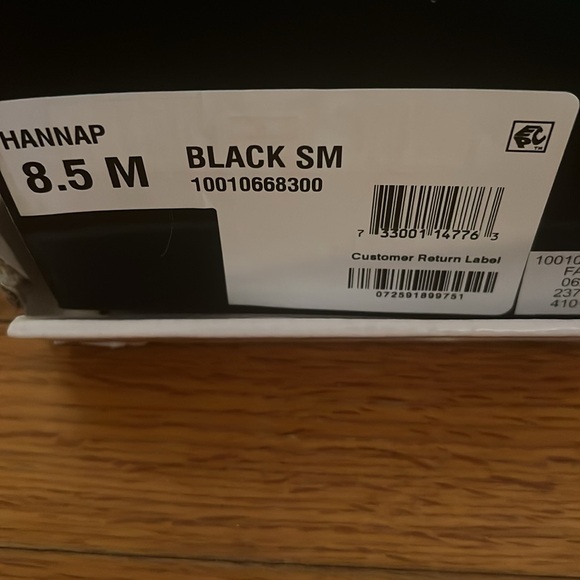 HANNAP
8.5 M
BLACK SM
10010668300
7 33001 14776 3
Customer Return Label
072591899751
10010
FA
06
237
410